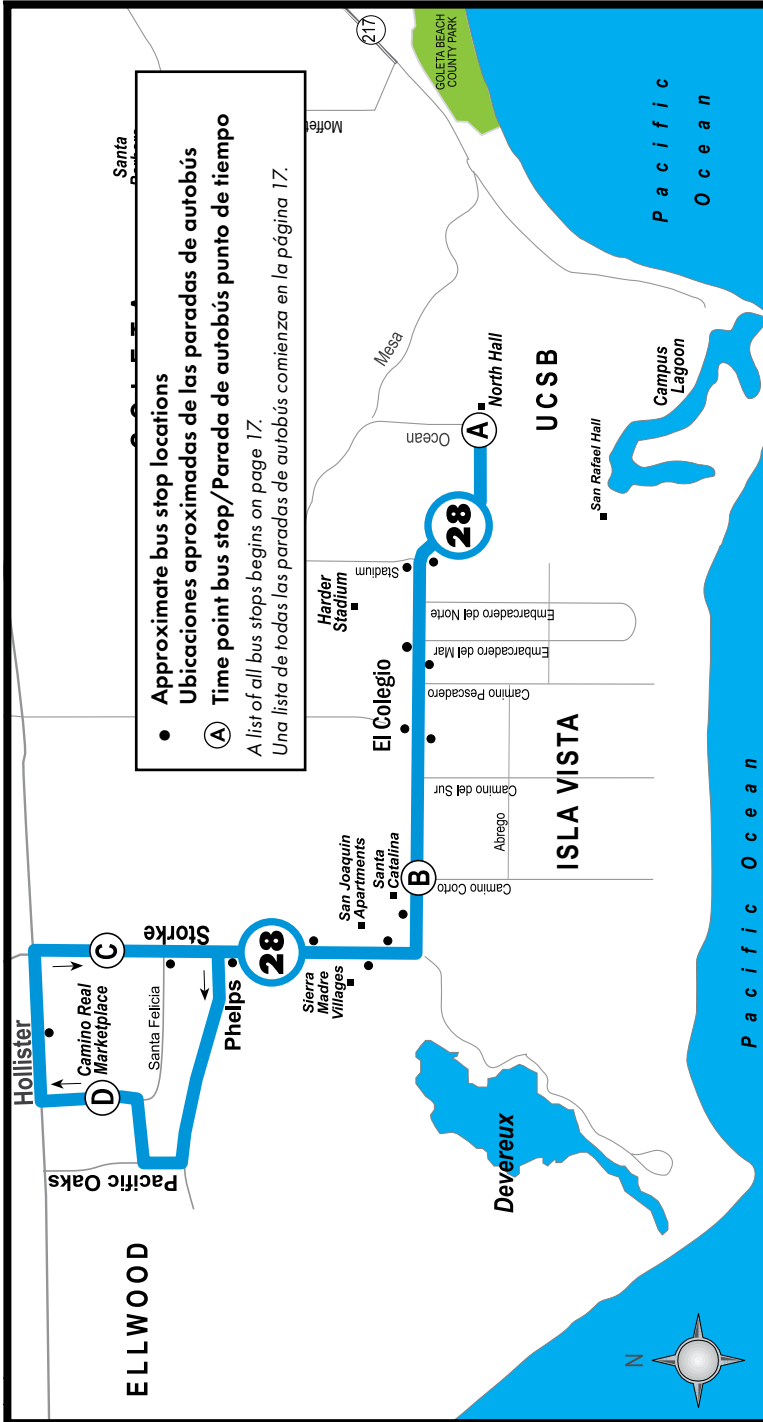 Santa
217
GOLETA BEACH
COUNTY PARK
Approximate bus stop locations
Ubicaciones aproximadas de las paradas de autobús
A Time point bus stop/Parada de autobús punto de tiempo
A list of all bus stops begins on page 17.
Una lista de todas las paradas de autobús comienza en la página 17.
Moffet
Hollister
Camino Real
Marketplace
C
D
Storke
Santa Felicia
Phelps
Pacific Oaks
ELLWOOD
28
Sierra
Madre
Villages
San Joaquin
Apartments
Santa
Catalina
B
El Colegio
Harder
Stadium
Stadium
28
Mesa
Ocean
A
North Hall
UCSB
San Rafael Hall
Campus
Lagoon
Embarcadero del Norte
Embarcadero del Mar
Camino Pescadero
Camino del Sur
Abrego
Camino Corto
ISLA VISTA
Devereux
Pacific
Ocean
Pacific Ocean
N